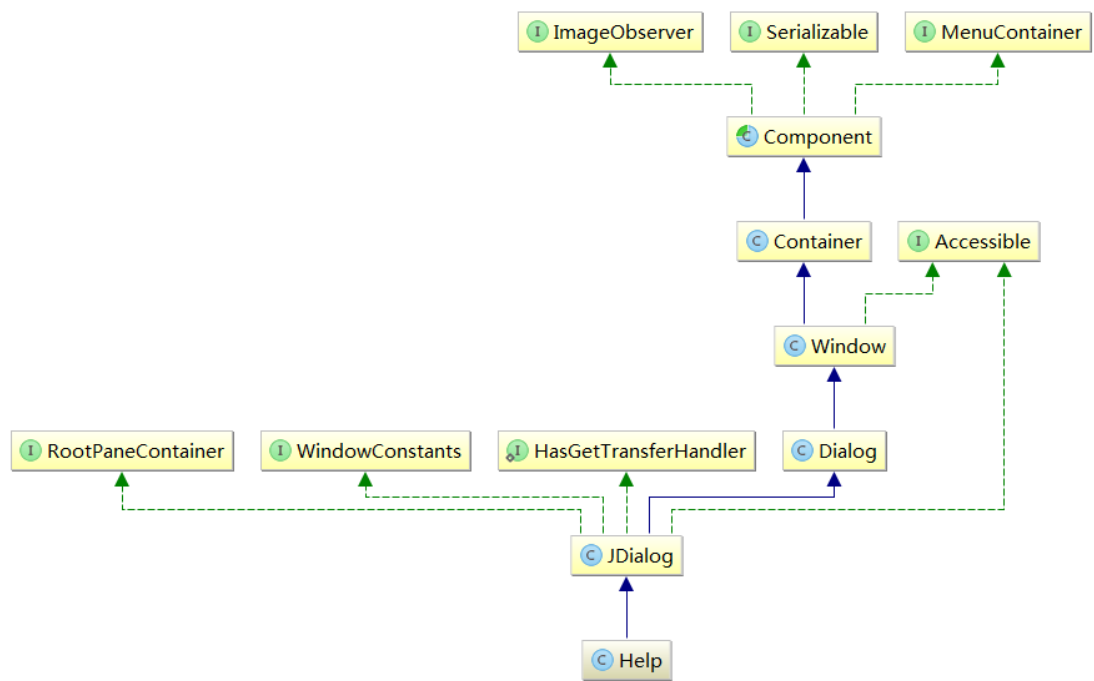 I ImageObserver
I Serializable
I MenuContainer
C Component
C Container
I Accessible
C Window
I RootPaneContainer
I WindowConstants
I HasGetTransferHandler
C Dialog
C JDialog
C Help